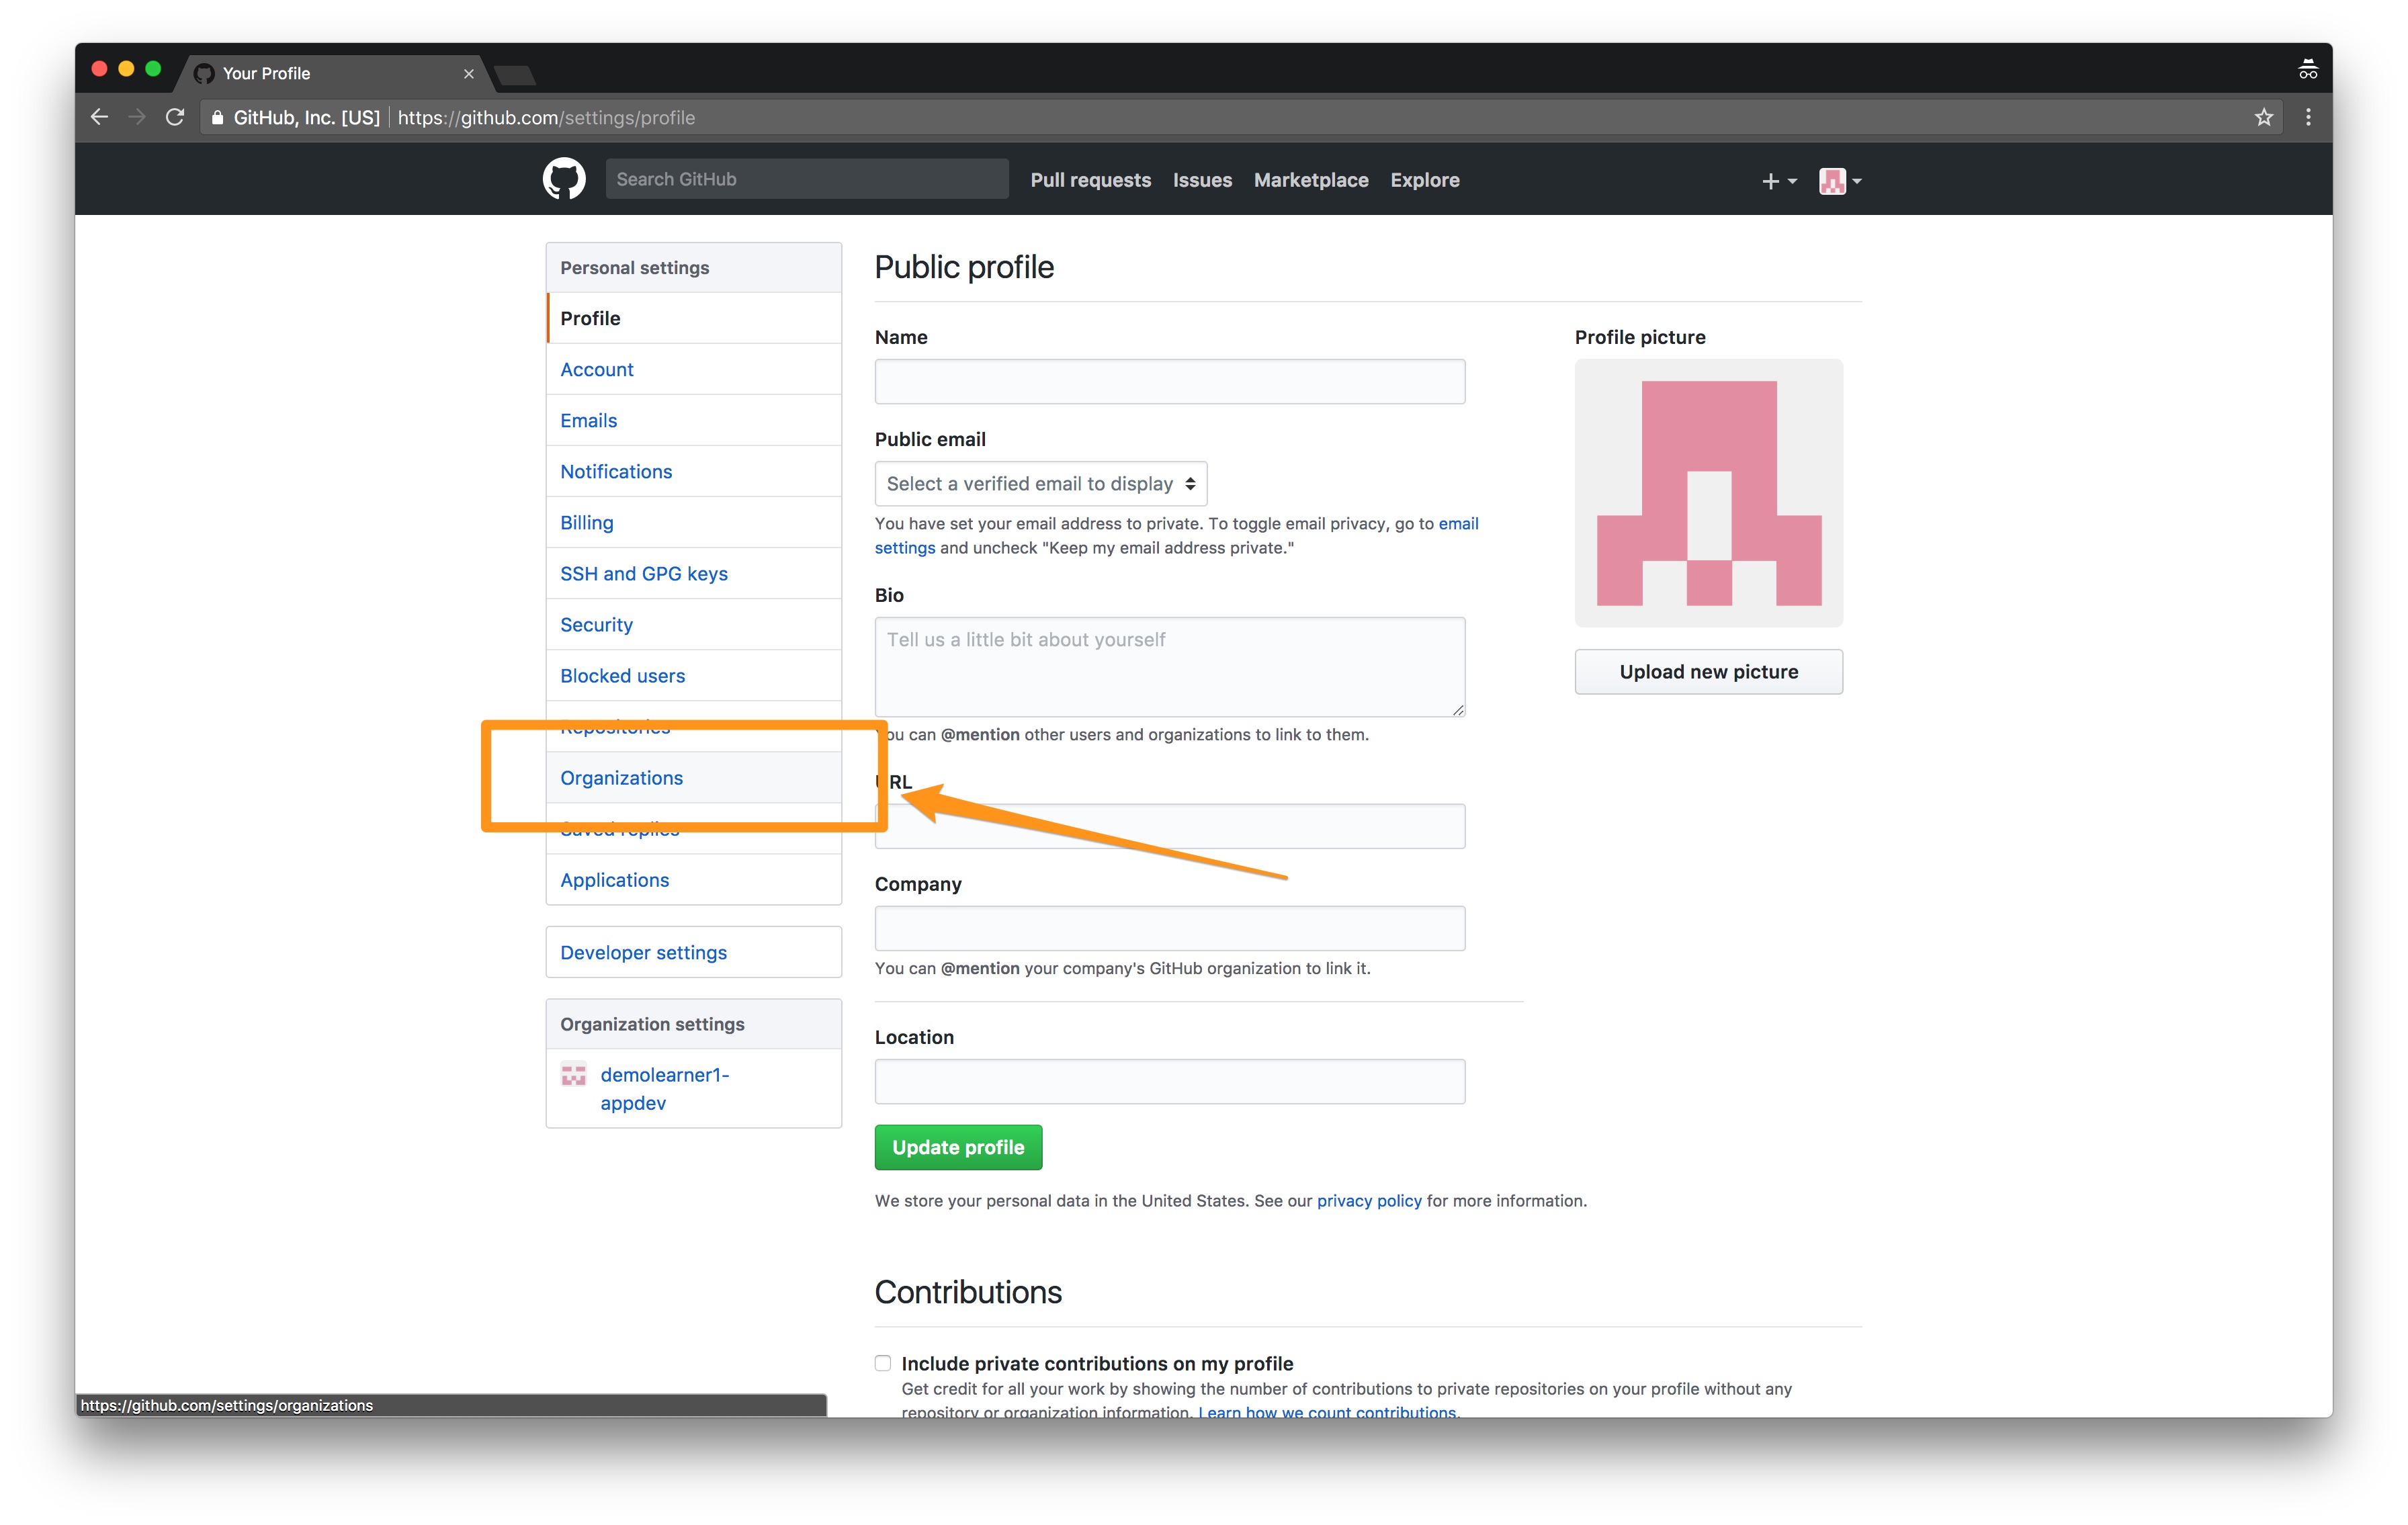 Your Profile
GitHub, Inc. [US] https://github.com/settings/profile
Search GitHub
Pull requests Issues Marketplace Explore
Personal settings
Profile
Account
Emails
Notifications
Billing
SSH and GPG keys
Security
Blocked users
Repositories
Organizations
Saved replies
Applications
Developer settings
Organization settings
demolearner1-
appdev
Public profile
Name
Public email
Select a verified email to display
You have set your email address to private. To toggle email privacy, go to email
settings and uncheck "Keep my email address private."
Bio
Tell us a little bit about yourself
You can @mention other users and organizations to link to them.
URL
Company
You can @mention your company's GitHub organization to link it.
Location
Update profile
We store your personal data in the United States. See our privacy policy for more information.
Profile picture
Upload new picture
Contributions
Include private contributions on my profile
Get credit for all your work by showing the number of contributions to private repositories on your profile without any
repository or organization information. Learn how we count contributions.
https://github.com/settings/organizations